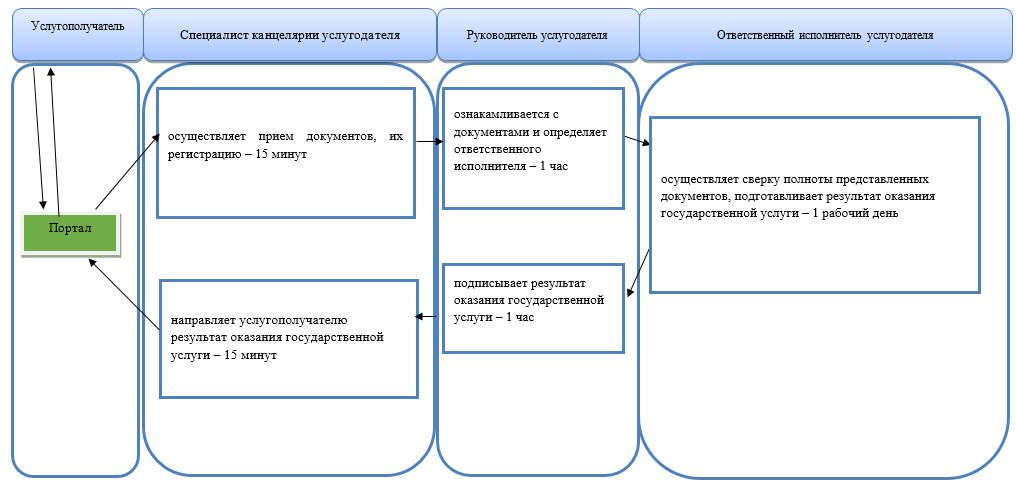 Услугополучатель
Специалист канцелярии услугодателя
Руководитель услугодателя
Ответственный исполнитель услугодателя
Портал
осуществляет прием документов, их
регистрацию – 15 минут
ознакамливается с
документами и определяет
ответственного
исполнителя – 1 час
осуществляет сверку полноты представленных
документов, подготавливает результат оказания
государственной услуги – 1 рабочий день
подписывает результат
оказания государственной
услуги – 1 час
направляет услугополучателю
результат оказания государственной
услуги – 15 минут